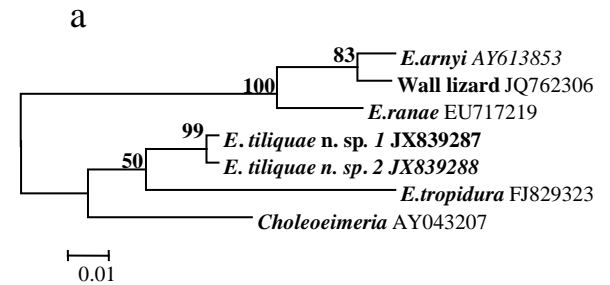 a
83 E.arnyi AY613853
100 Wall lizard JQ762306
E.ranae EU717219
99 E. tiliquae n. sp. 1 JX839287
50 E. tiliquae n. sp. 2 JX839288
E.tropidura FJ829323
Choleoeimeria AY043207
0.01